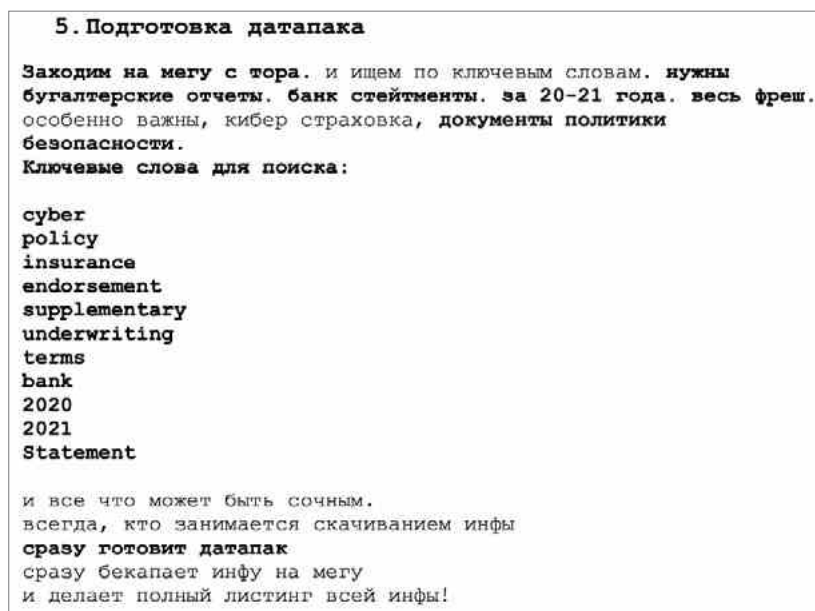 5. Подготовка датапака
Заходим на мегу с тора. и ищем по ключевым словам. нужны
бугалтерские отчеты. банк стейтменты. за 20-21 года. весь фреш.
особенно важны, кибер страховка, документы политики
безопасности.
Ключевые слова для поиска:
cyber
policy
insurance
endorsement
supplementary
underwriting
terms
bank
2020
2021
Statement
и все что может быть сочным.
всегда, кто занимается скачиванием инфы
сразу готовит датапак
сразу бекапает инфу на мегу
и делает полный листинг всей инфы!